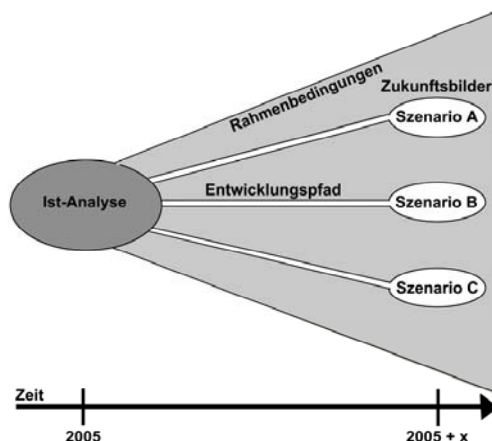 Rahmenbedingungen
Zukunftsbilder
Szenario A
Ist-Analyse
Entwicklungspfad
Szenario B
Szenario C
Zeit
2005
2005 + x